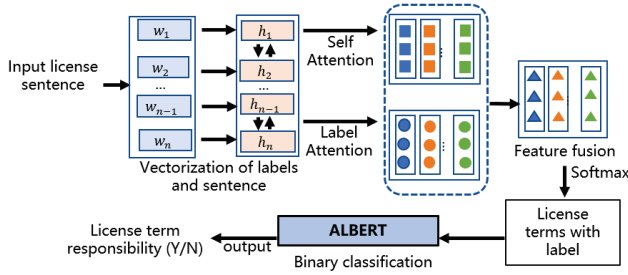 Input license
sentence
w₁
w₂
...
wₙ₋₁
wₙ
h₁
h₂
...
hₙ₋₁
hₙ
Vectorization of labels
and sentence
Self
Attention
Label
Attention
...
...
...
Feature fusion
Softmax
License
terms with
label
ALBERT
Binary classification
output
License term
responsibility (Y/N)